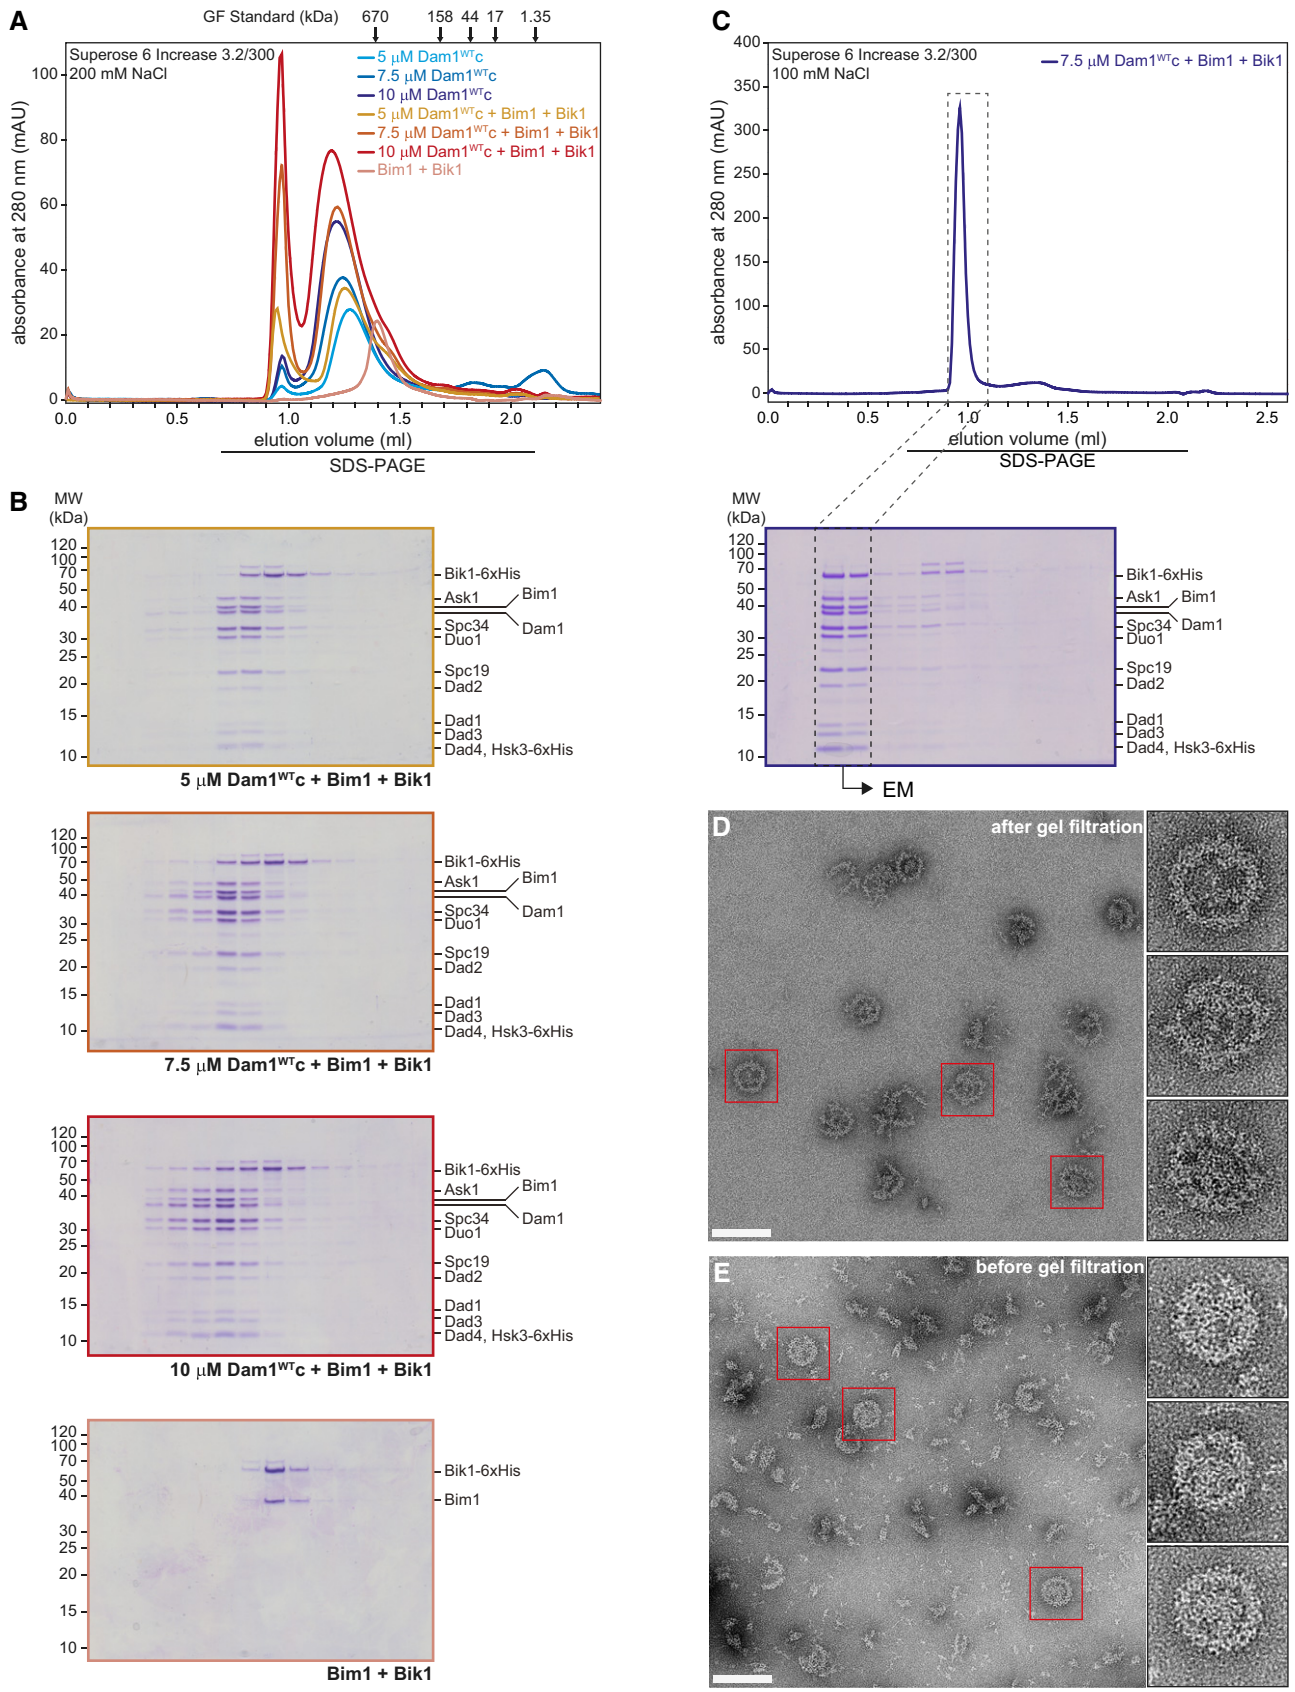 A
GF Standard (kDa) 670 158 44 17 1.35
Superose 6 Increase 3.2/300
200 mM NaCl
5 μM Dam1ᵂᵀc
7.5 μM Dam1ᵂᵀc
10 μM Dam1ᵂᵀc
5 μM Dam1ᵂᵀc + Bim1 + Bik1
7.5 μM Dam1ᵂᵀc + Bim1 + Bik1
10 μM Dam1ᵂᵀc + Bim1 + Bik1
Bim1 + Bik1
absorbance at 280 nm (mAU)
100
80
60
40
20
0
0.0 0.5 1.0 1.5 2.0
elution volume (ml)
SDS-PAGE
B
MW
(kDa)
120
100
70
50
40
30
25
20
15
10
Bik1-6xHis
Ask1
Bim1
Dam1
Spc34
Duo1
Spc19
Dad2
Dad1
Dad3
Dad4, Hsk3-6xHis
5 μM Dam1ᵂᵀc + Bim1 + Bik1
120
100
70
50
40
30
25
20
15
10
Bik1-6xHis
Ask1
Bim1
Dam1
Spc34
Duo1
Spc19
Dad2
Dad1
Dad3
Dad4, Hsk3-6xHis
7.5 μM Dam1ᵂᵀc + Bim1 + Bik1
120
100
70
50
40
30
25
20
15
10
Bik1-6xHis
Ask1
Bim1
Dam1
Spc34
Duo1
Spc19
Dad2
Dad1
Dad3
Dad4, Hsk3-6xHis
10 μM Dam1ᵂᵀc + Bim1 + Bik1
120
100
70
50
40
30
25
20
15
10
Bik1-6xHis
Bim1
Bim1 + Bik1
C
Superose 6 Increase 3.2/300
100 mM NaCl
7.5 μM Dam1ᵂᵀc + Bim1 + Bik1
absorbance at 280 nm (mAU)
400
350
300
250
200
150
100
50
0
0.0 0.5 1.0 1.5 2.0 2.5
elution volume (ml)
SDS-PAGE
MW
(kDa)
120
100
70
50
40
30
25
20
15
10
Bik1-6xHis
Ask1
Bim1
Dam1
Spc34
Duo1
Spc19
Dad2
Dad1
Dad3
Dad4, Hsk3-6xHis
EM
D
after gel filtration
E
before gel filtration